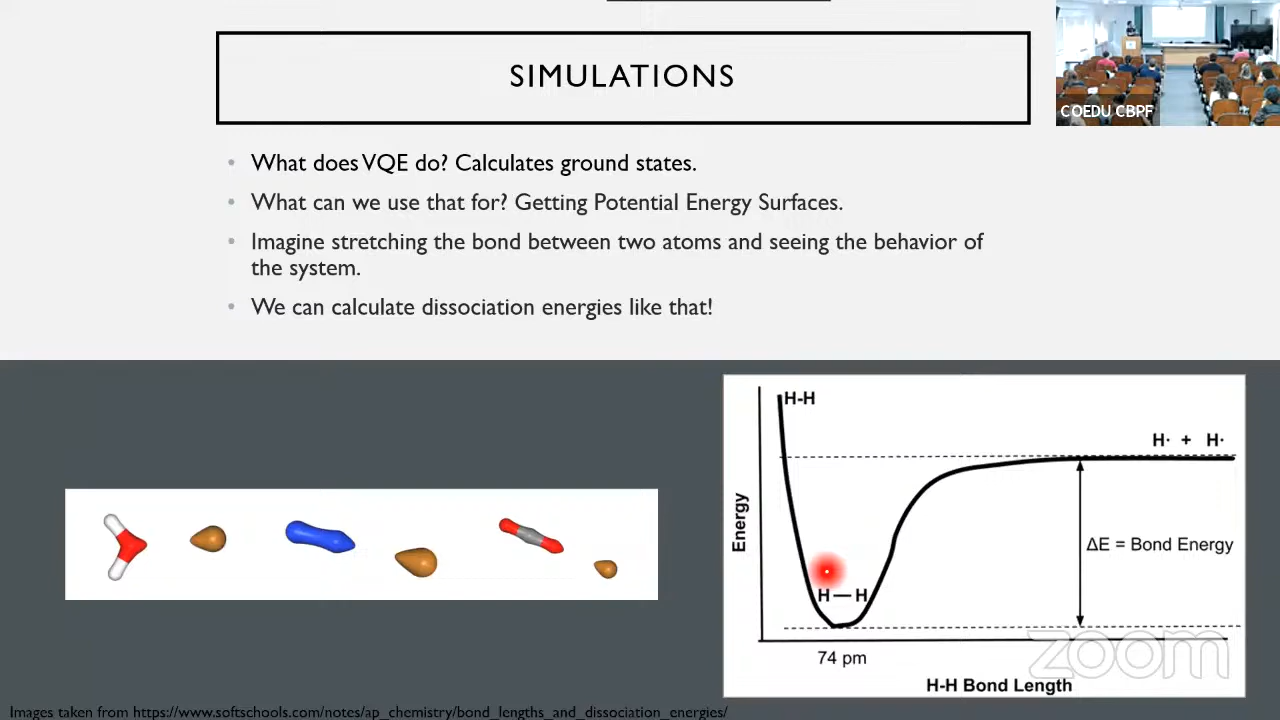 SIMULATIONS
COEDU CBPF
• What does VQE do? Calculates ground states.
• What can we use that for? Getting Potential Energy Surfaces.
• Imagine stretching the bond between two atoms and seeing the behavior of
the system.
• We can calculate dissociation energies like that!
H-H
H· + H·
Energy
ΔE = Bond Energy
H — H
74 pm
zoom
H-H Bond Length
Images taken from https://www.softschools.com/notes/ap_chemistry/bond_lengths_and_dissociation_energies/